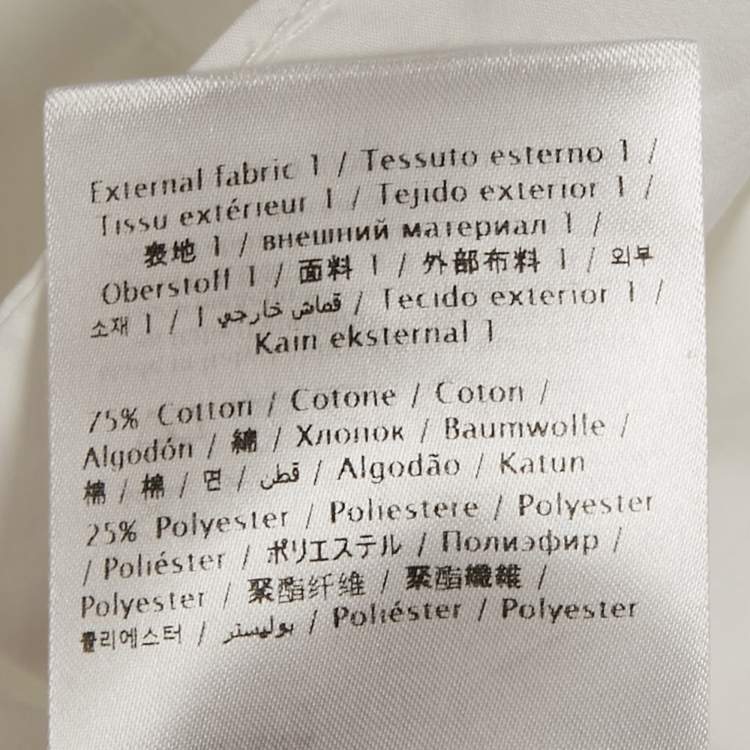 External fabric 1 / Tessuto esterno 1 /
Tissu extérieur 1 / Tejido exterior 1 /
表地 1 / внешний материал 1 /
Oberstoff 1 / 面料 1 / 外部布料 1 / 외부
소재 1 / قماش خارجي 1 / Tecido exterior 1 /
Kain eksternal 1
75% Cotton / Cotone / Coton /
Algodón / 綿 / Хлопок / Baumwolle /
棉 / 棉 / 면 / قطن / Algodão / Katun
25% Polyester / Poliestere / Polyester
/ Poliéster / ポリエステル / Полиэфир /
Polyester / 聚酯纤维 / 聚酯纖維 /
폴리에스터 / بوليستر / Poliéster / Polyester